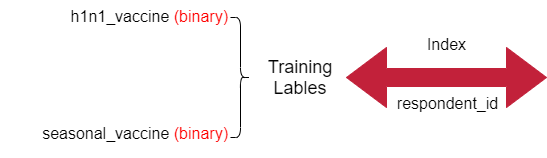 h1n1_vaccine (binary)
Training
Lables
seasonal_vaccine (binary)
Index
respondent_id